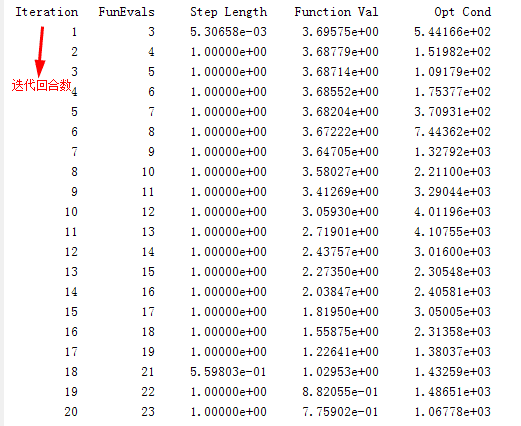 Iteration FunEvals Step Length Function Val Opt Cond
1 3 5.30658e-03 3.69575e+00 5.44166e+02
2 4 1.00000e+00 3.68779e+00 1.51982e+02
3 5 1.00000e+00 3.68714e+00 1.09179e+02
迭代回合数
4 6 1.00000e+00 3.68552e+00 1.75377e+02
5 7 1.00000e+00 3.68204e+00 3.70931e+02
6 8 1.00000e+00 3.67222e+00 7.44362e+02
7 9 1.00000e+00 3.64705e+00 1.32792e+03
8 10 1.00000e+00 3.58027e+00 2.21100e+03
9 11 1.00000e+00 3.41269e+00 3.29044e+03
10 12 1.00000e+00 3.05930e+00 4.01196e+03
11 13 1.00000e+00 2.71901e+00 4.10755e+03
12 14 1.00000e+00 2.43757e+00 3.01600e+03
13 15 1.00000e+00 2.27350e+00 2.30548e+03
14 16 1.00000e+00 2.03847e+00 2.40581e+03
15 17 1.00000e+00 1.81950e+00 3.05005e+03
16 18 1.00000e+00 1.55875e+00 2.31358e+03
17 19 1.00000e+00 1.22641e+00 1.38037e+03
18 21 5.59803e-01 1.02953e+00 1.43259e+03
19 22 1.00000e+00 8.82055e-01 1.48651e+03
20 23 1.00000e+00 7.75902e-01 1.06778e+03